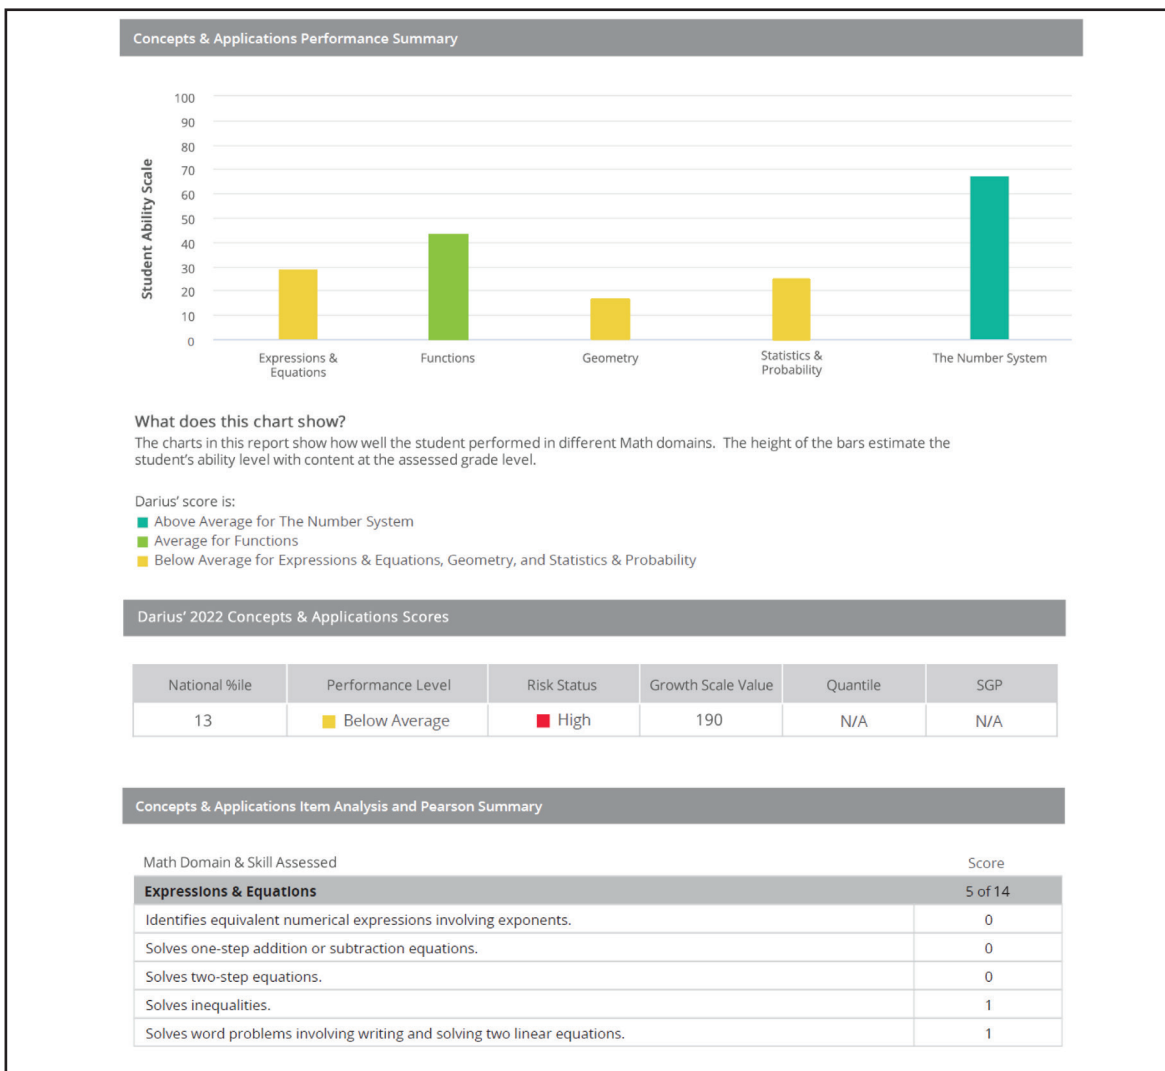 Concepts & Applications Performance Summary
Student Ability Scale
100
90
80
70
60
50
40
30
20
10
0
Expressions & Equations
Functions
Geometry
Statistics & Probability
The Number System
What does this chart show?
The charts in this report show how well the student performed in different Math domains. The height of the bars estimate the
student's ability level with content at the assessed grade level.
Darius' score is:
Above Average for The Number System
Average for Functions
Below Average for Expressions & Equations, Geometry, and Statistics & Probability
Darius' 2022 Concepts & Applications Scores
National %ile Performance Level Risk Status Growth Scale Value Quantile SGP
13 Below Average High 190 N/A N/A
Concepts & Applications Item Analysis and Pearson Summary
Math Domain & Skill Assessed Score
Expressions & Equations 5 of 14
Identifies equivalent numerical expressions involving exponents. 0
Solves one-step addition or subtraction equations. 0
Solves two-step equations. 0
Solves inequalities. 1
Solves word problems involving writing and solving two linear equations. 1